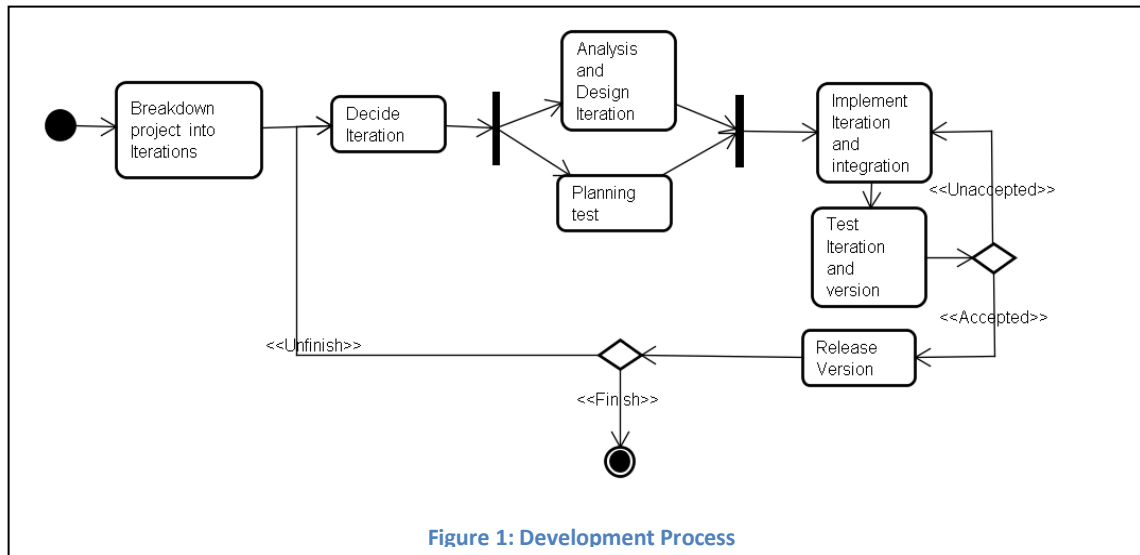 Analysis
and
Design
Iteration
Implement
Iteration
and
integration
Breakdown
project into
Iterations
Decide
Iteration
Planning
test
<<Unaccepted>>
Test
Iteration
and
version
<<Accepted>>
<<Unfinish>>
Release
Version
<<Finish>>
Figure 1: Development Process